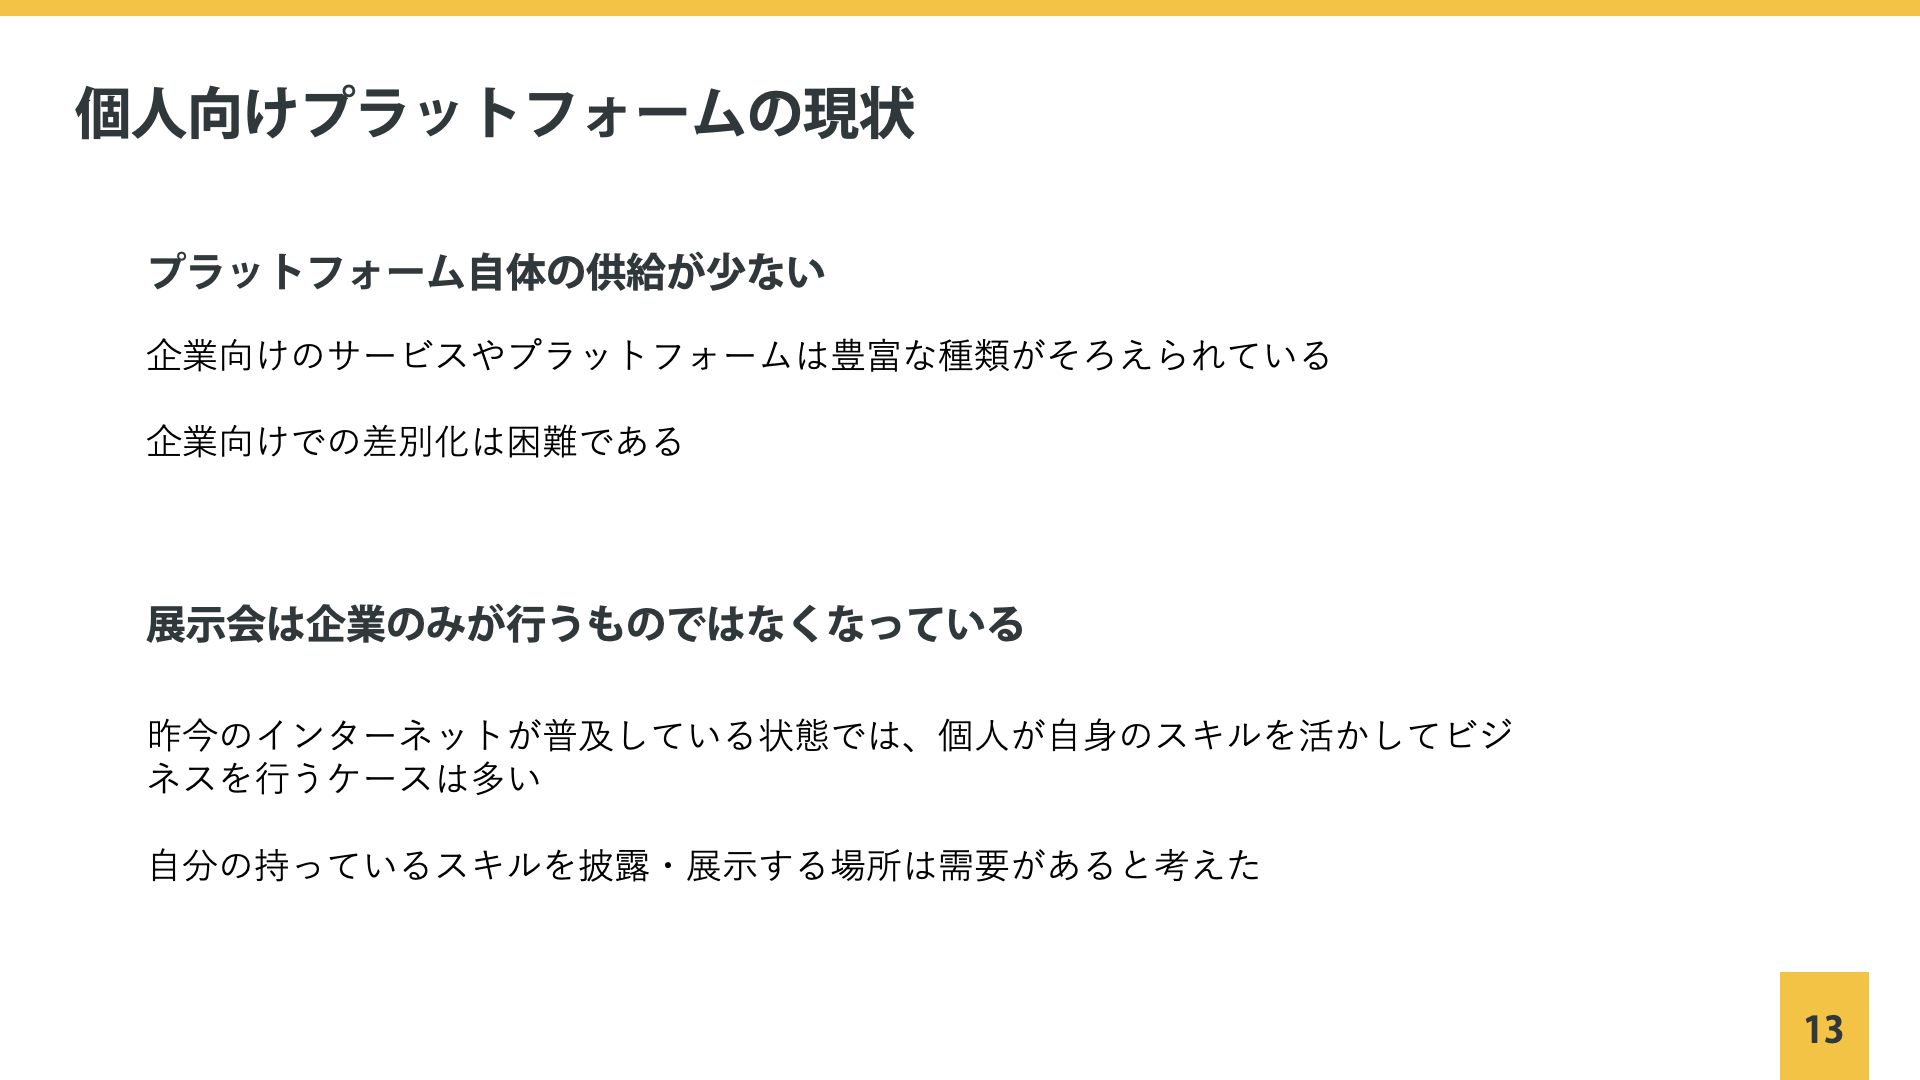 個人向けプラットフォームの現状
プラットフォーム自体の供給が少ない
企業向けのサービスやプラットフォームは豊富な種類がそろえられている
企業向けでの差別化は困難である
展示会は企業のみが行うものではなくなっている
昨今のインターネットが普及している状態では、個人が自身のスキルを活かしてビジ
ネスを行うケースは多い
自分の持っているスキルを披露・展示する場所は需要があると考えた
13